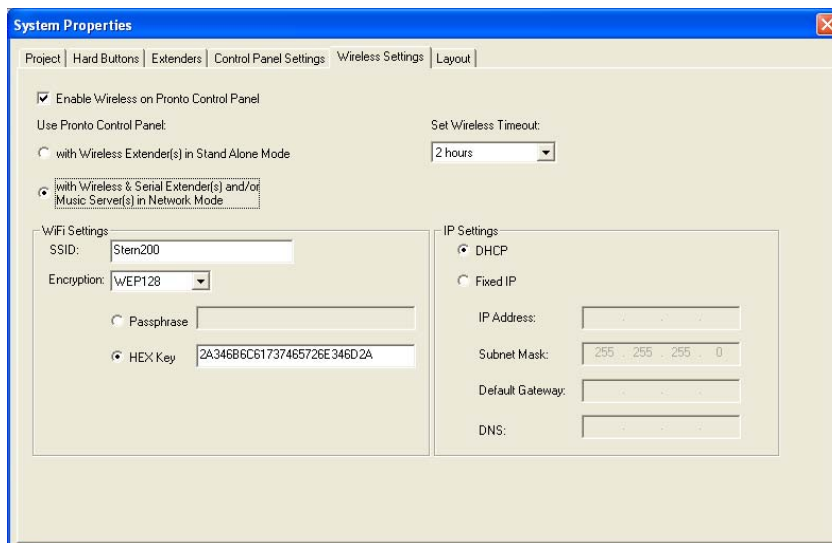 System Properties
Project Hard Buttons Extenders Control Panel Settings Wireless Settings Layout
Enable Wireless on Pronto Control Panel
Use Pronto Control Panel:
Set Wireless Timeout:
with Wireless Extender(s) in Stand Alone Mode
2 hours
with Wireless & Serial Extender(s) and/or
Music Server(s) in Network Mode
WiFi Settings
SSID: Stern200
Encryption: WEP128
Passphrase
HEX Key 2A346B6C61737465726E346D2A
IP Settings
DHCP
Fixed IP
IP Address: . . .
Subnet Mask: 255 . 255 . 255 . 0
Default Gateway: . . .
DNS: . . .